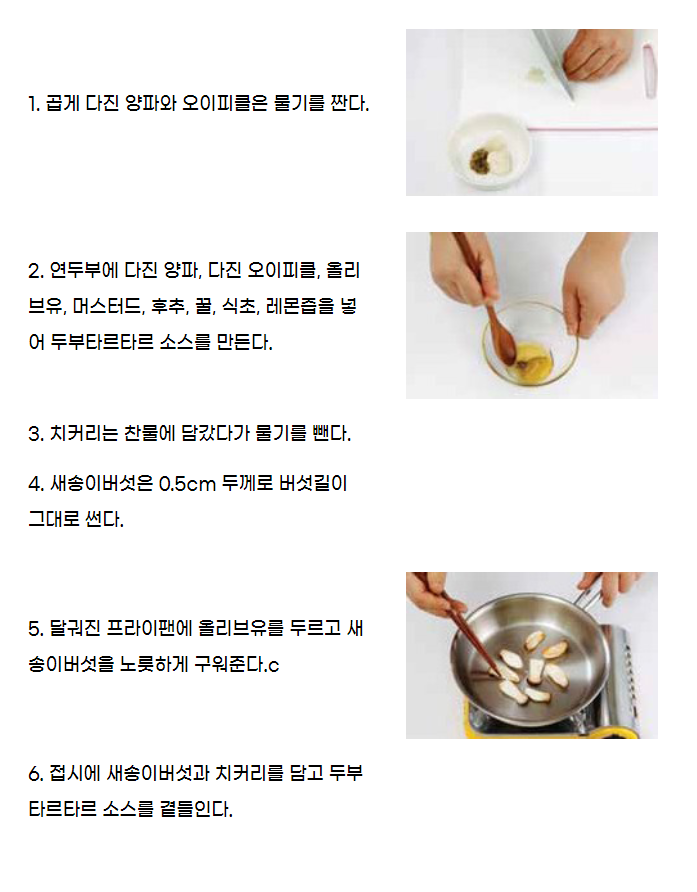 1. 곱게 다진 양파와 오이피클은 물기를 짠다.
2. 연두부에 다진 양파, 다진 오이피클, 올리
브유, 머스터드, 후추, 꿀, 식초, 레몬즙을 넣
어 두부타르타르 소스를 만든다.
3. 치커리는 찬물에 담갔다가 물기를 뺀다.
4. 새송이버섯은 0.5cm 두께로 버섯길이
그대로 썬다.
5. 달궈진 프라이팬에 올리브유를 두르고 새
송이버섯을 노릇하게 구워준다.c
6. 접시에 새송이버섯과 치커리를 담고 두부
타르타르 소스를 곁들인다.